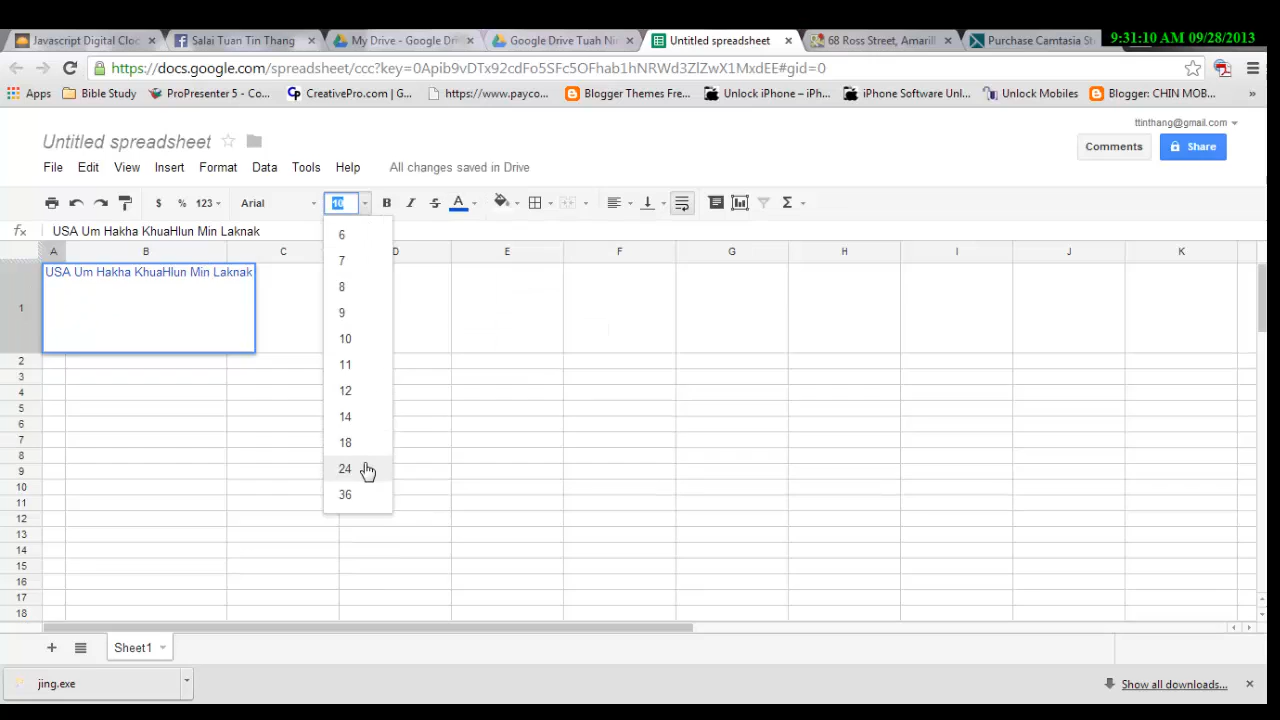 Javascript Digital Cloc
Salai Tuan Tin Thang
My Drive - Google Dri
Google Drive Tuah Nin
Untitled spreadsheet
68 Ross Street, Amarill
Purchase Camtasia St
9:31:10 AM 09/28/2013
https://docs.google.com/spreadsheet/ccc?key=0Apib9vDTx92cdFo5SFc5OFhab1hNRWd3ZlZwX1MxdEE#gid=0
Apps
Bible Study
ProPresenter 5 - Co...
CreativePro.com | G...
https://www.payco...
Blogger Themes Fre...
Unlock iPhone – iPh...
iPhone Software Unl...
Unlock Mobiles
Blogger: CHIN MOB...
»
ttinthang@gmail.com
Untitled spreadsheet
Comments
Share
File Edit View Insert Format Data Tools Help All changes saved in Drive
$ % 123 Arial 10 B I S A Σ
fx USA Um Hakha KhuaHlun Min Laknak
A B C D E F G H I J K
1 USA Um Hakha KhuaHlun Min Laknak
2
3
4
5
6
7
8
9
10
11
12
13
14
15
16
17
18
6
7
8
9
10
11
12
14
18
24
36
+ Sheet1
jing.exe
Show all downloads...